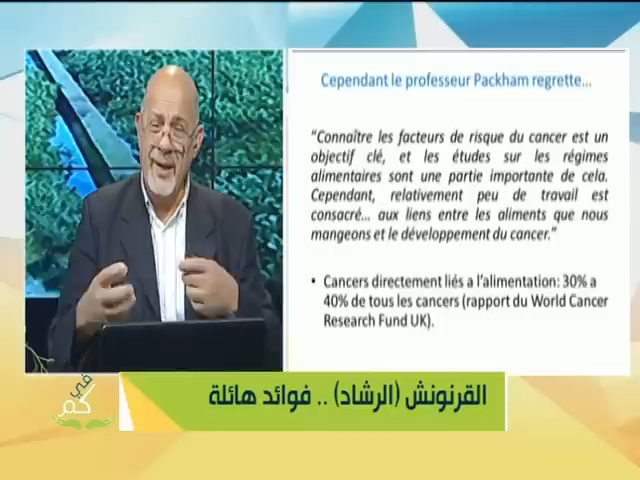 Cependant le professeur Packham regrette...
“Connaître les facteurs de risque du cancer est un
objectif clé, et les études sur les régimes
alimentaires sont une partie importante de cela.
Cependant, relativement peu de travail est
consacré... aux liens entre les aliments que nous
mangeons et le développement du cancer.”
• Cancers directement liés a l'alimentation: 30% a
40% de tous les cancers (rapport du World Cancer
Research Fund UK).
في
كم
القرنونش (الرشاد) .. فوائد هائلة